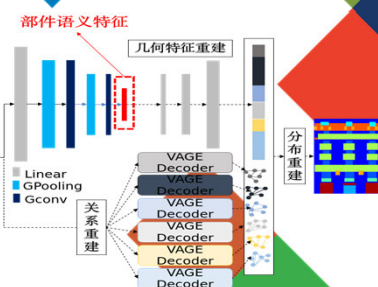 部件语义特征
几何特征重建
Linear
GPooling
Gconv
关系重建
VAGE
Decoder
VAGE
Decoder
VAGE
Decoder
VAGE
Decoder
VAGE
Decoder
VAGE
Decoder
分布重建